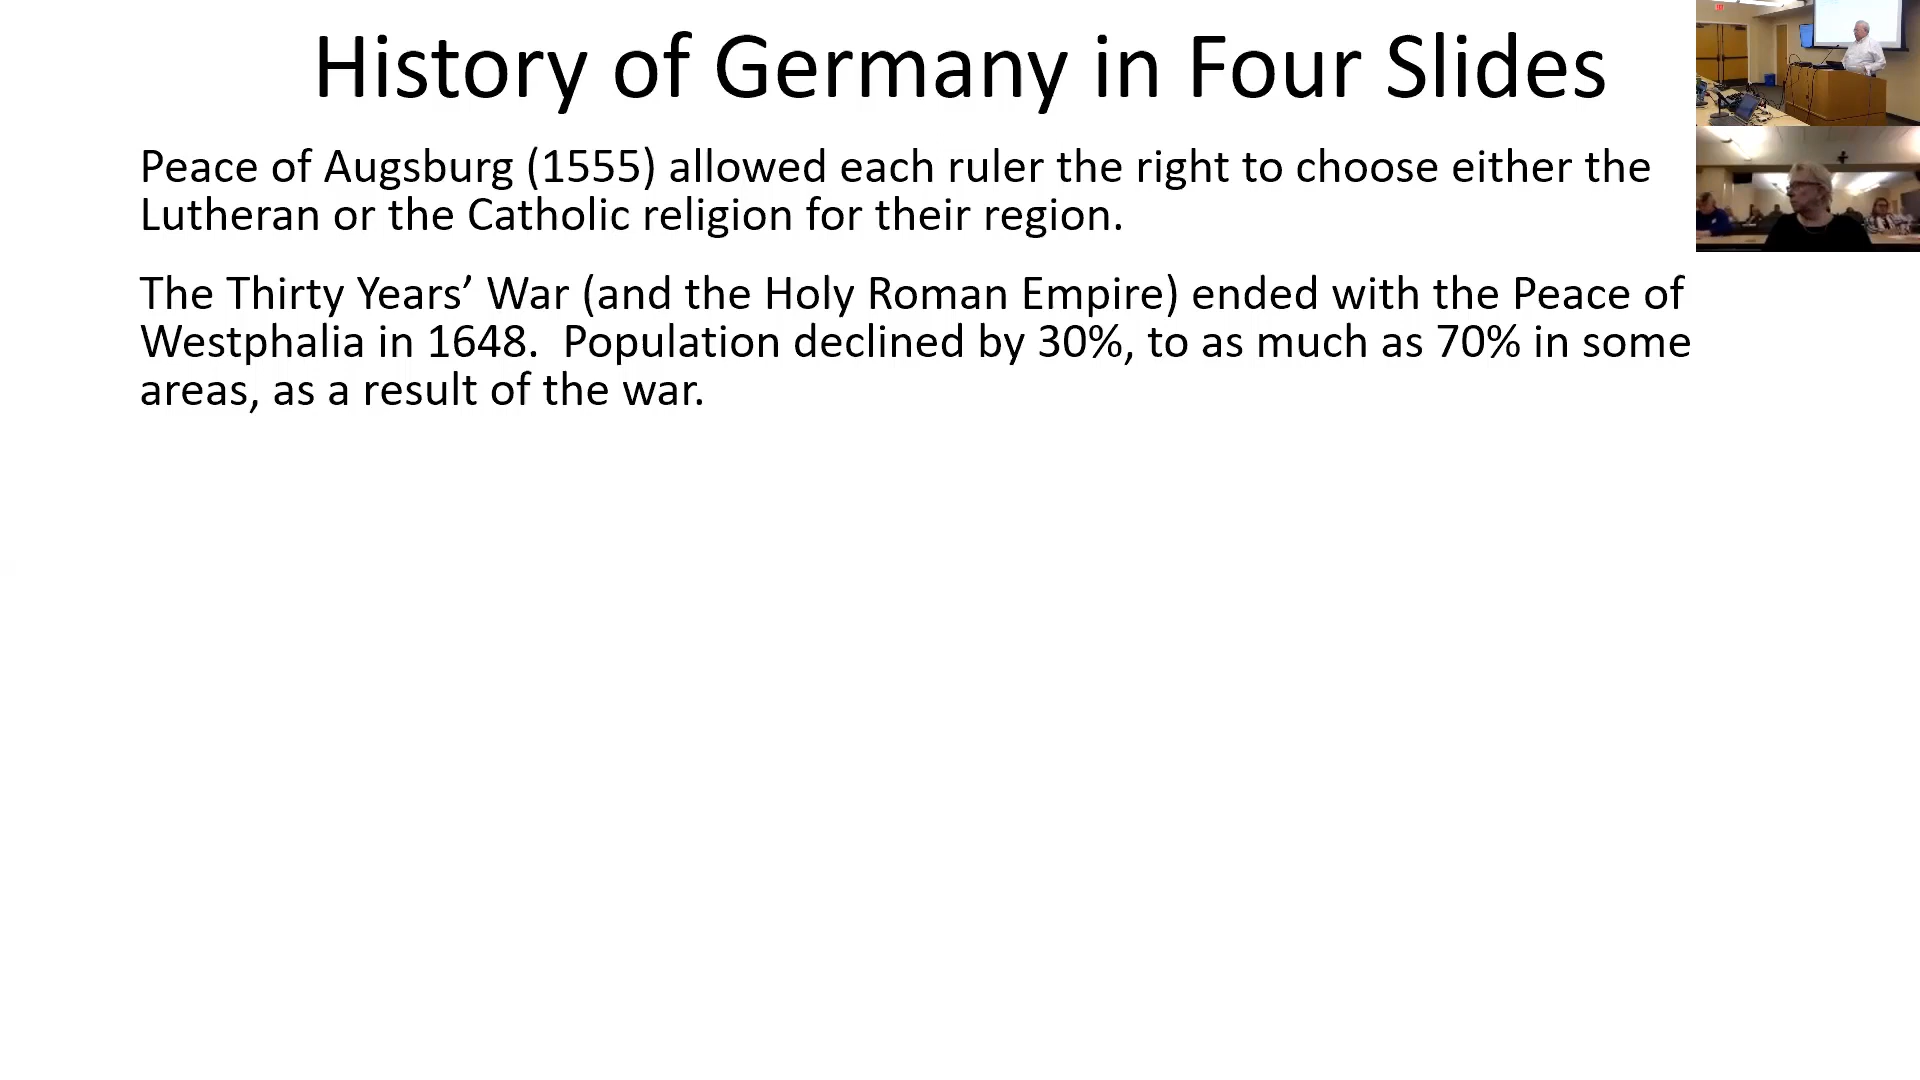 History of Germany in Four Slides
Peace of Augsburg (1555) allowed each ruler the right to choose either the
Lutheran or the Catholic religion for their region.
The Thirty Years’ War (and the Holy Roman Empire) ended with the Peace of
Westphalia in 1648.  Population declined by 30%, to as much as 70% in some
areas, as a result of the war.